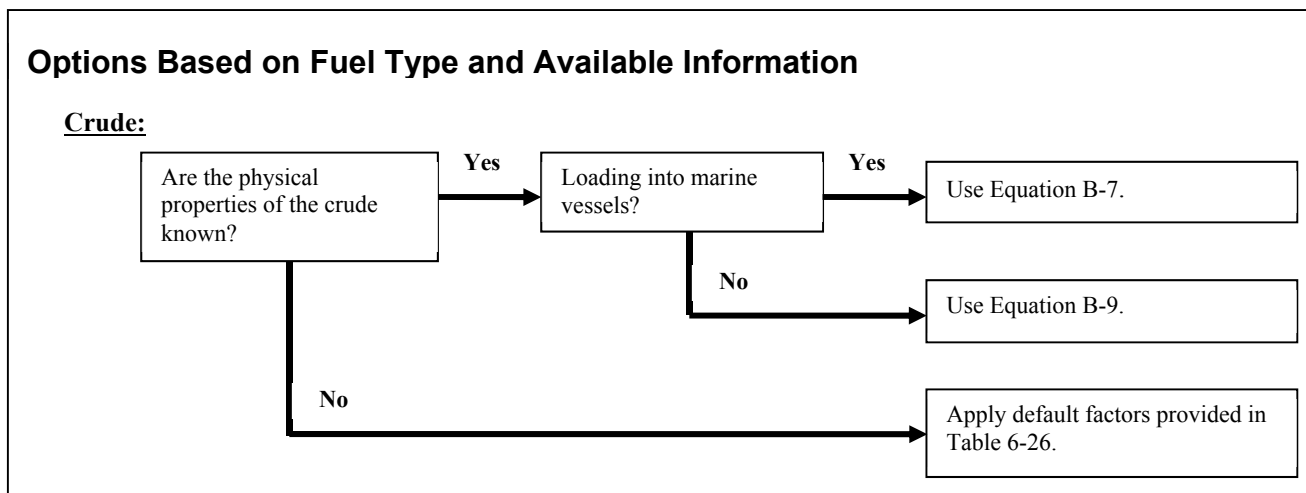 Options Based on Fuel Type and Available Information
Crude:
Are the physical
properties of the crude
known?
Yes
Loading into marine
vessels?
Yes
Use Equation B-7.
No
Use Equation B-9.
No
Apply default factors provided in
Table 6-26.